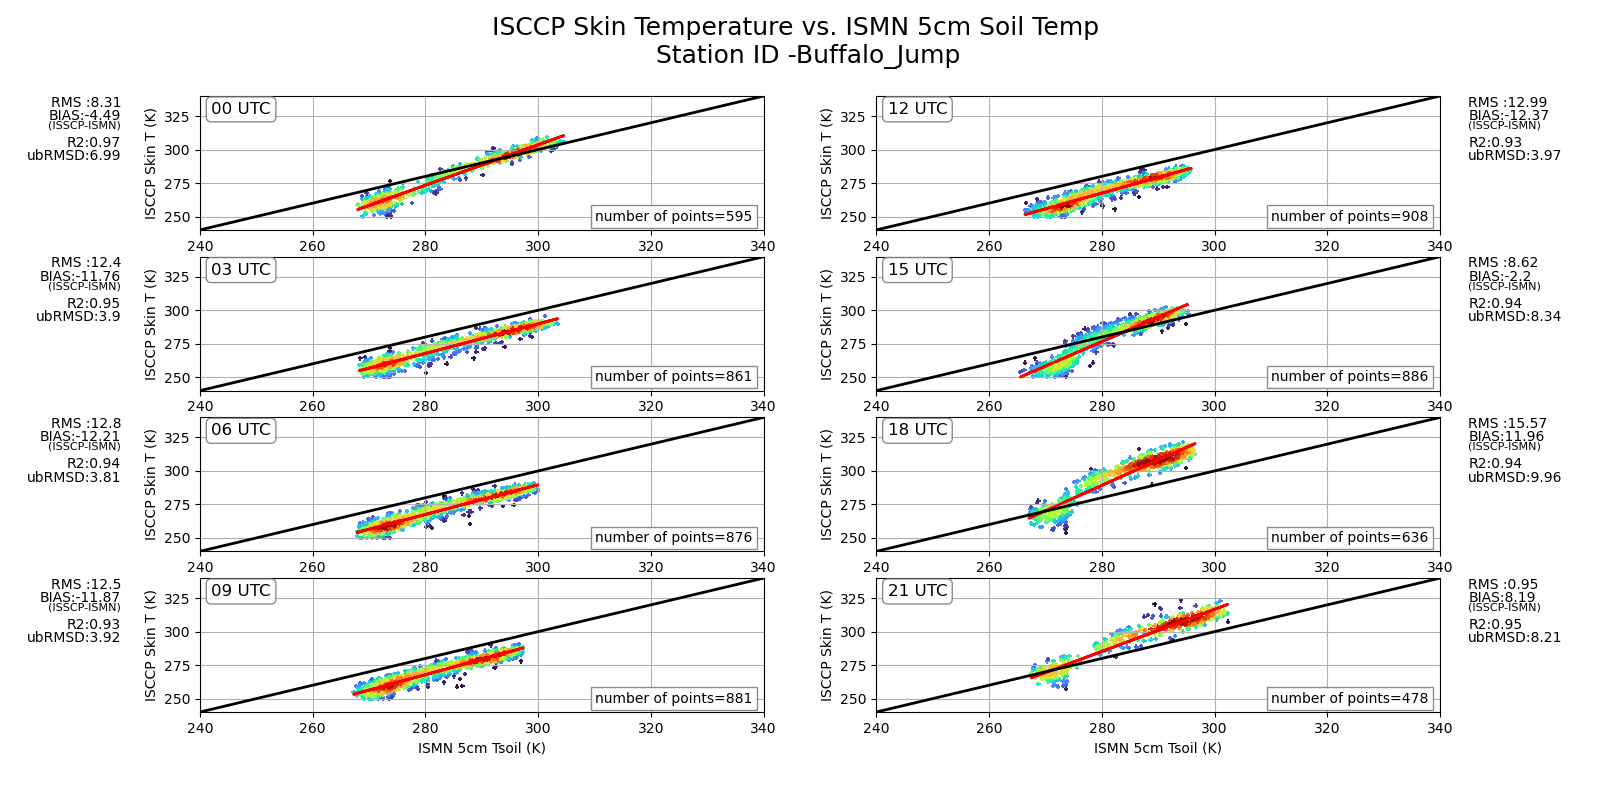 ISCCP Skin Temperature vs. ISMN 5cm Soil Temp
Station ID -Buffalo_Jump
RMS :8.31
BIAS:-4.49
(ISSCP-ISMN)
R2:0.97
ubRMSD:6.99
ISCCP Skin T (K)
325
300
275
250
00 UTC
number of points=595
240
260
280
300
320
340
RMS :12.99
BIAS:-12.37
(ISSCP-ISMN)
R2:0.93
ubRMSD:3.97
ISCCP Skin T (K)
325
300
275
250
12 UTC
number of points=908
240
260
280
300
320
340
RMS :12.4
BIAS:-11.76
(ISSCP-ISMN)
R2:0.95
ubRMSD:3.9
ISCCP Skin T (K)
325
300
275
250
03 UTC
number of points=861
240
260
280
300
320
340
RMS :8.62
BIAS:-2.2
(ISSCP-ISMN)
R2:0.94
ubRMSD:8.34
ISCCP Skin T (K)
325
300
275
250
15 UTC
number of points=886
240
260
280
300
320
340
RMS :12.8
BIAS:-12.21
(ISSCP-ISMN)
R2:0.94
ubRMSD:3.81
ISCCP Skin T (K)
325
300
275
250
06 UTC
number of points=876
240
260
280
300
320
340
RMS :15.57
BIAS:11.96
(ISSCP-ISMN)
R2:0.94
ubRMSD:9.96
ISCCP Skin T (K)
325
300
275
250
18 UTC
number of points=636
240
260
280
300
320
340
RMS :12.5
BIAS:-11.87
(ISSCP-ISMN)
R2:0.93
ubRMSD:3.92
ISCCP Skin T (K)
325
300
275
250
09 UTC
number of points=881
240
260
280
300
320
340
ISMN 5cm Tsoil (K)
RMS :0.95
BIAS:8.19
(ISSCP-ISMN)
R2:0.95
ubRMSD:8.21
ISCCP Skin T (K)
325
300
275
250
21 UTC
number of points=478
240
260
280
300
320
340
ISMN 5cm Tsoil (K)